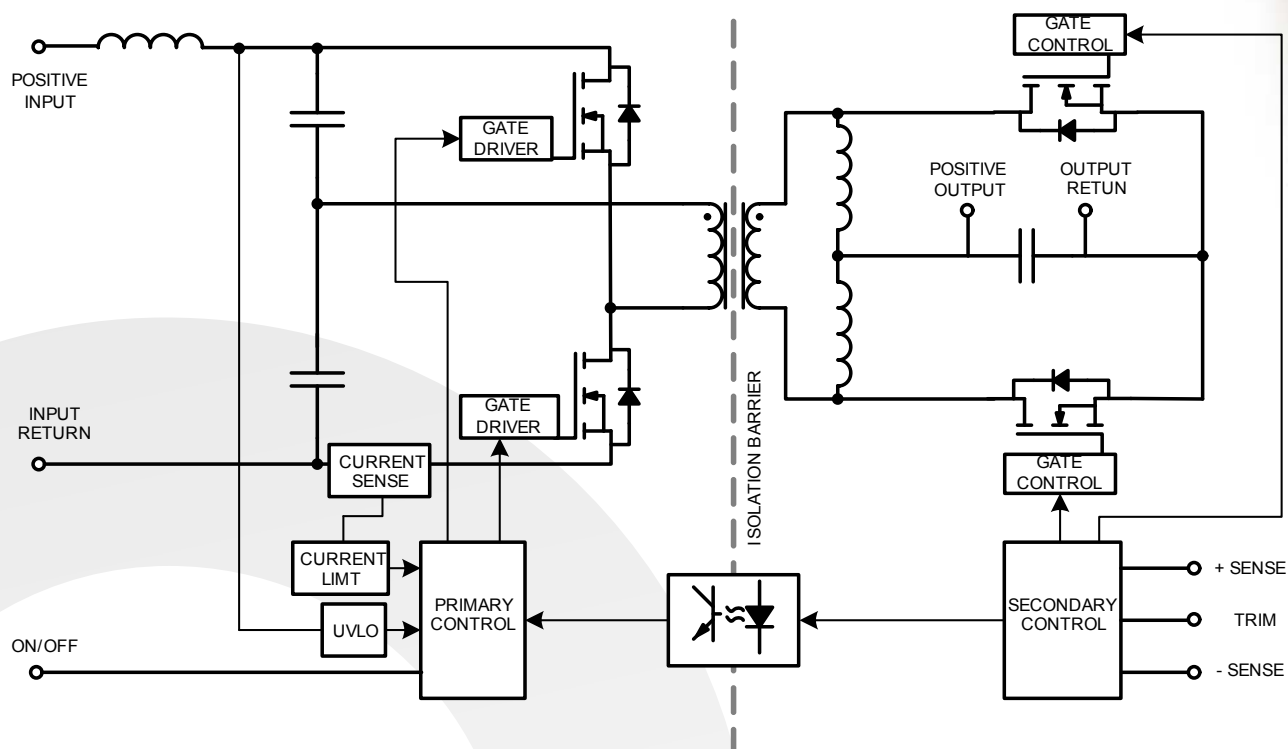 GATE
CONTROL
POSITIVE
INPUT
GATE
DRIVER
POSITIVE
OUTPUT
OUTPUT
RETUN
INPUT
RETURN
GATE
DRIVER
ISOLATION BARRIER
CURRENT
SENSE
GATE
CONTROL
CURRENT
LIMT
PRIMARY
CONTROL
SECONDARY
CONTROL
+ SENSE
UVLO
TRIM
ON/OFF
- SENSE